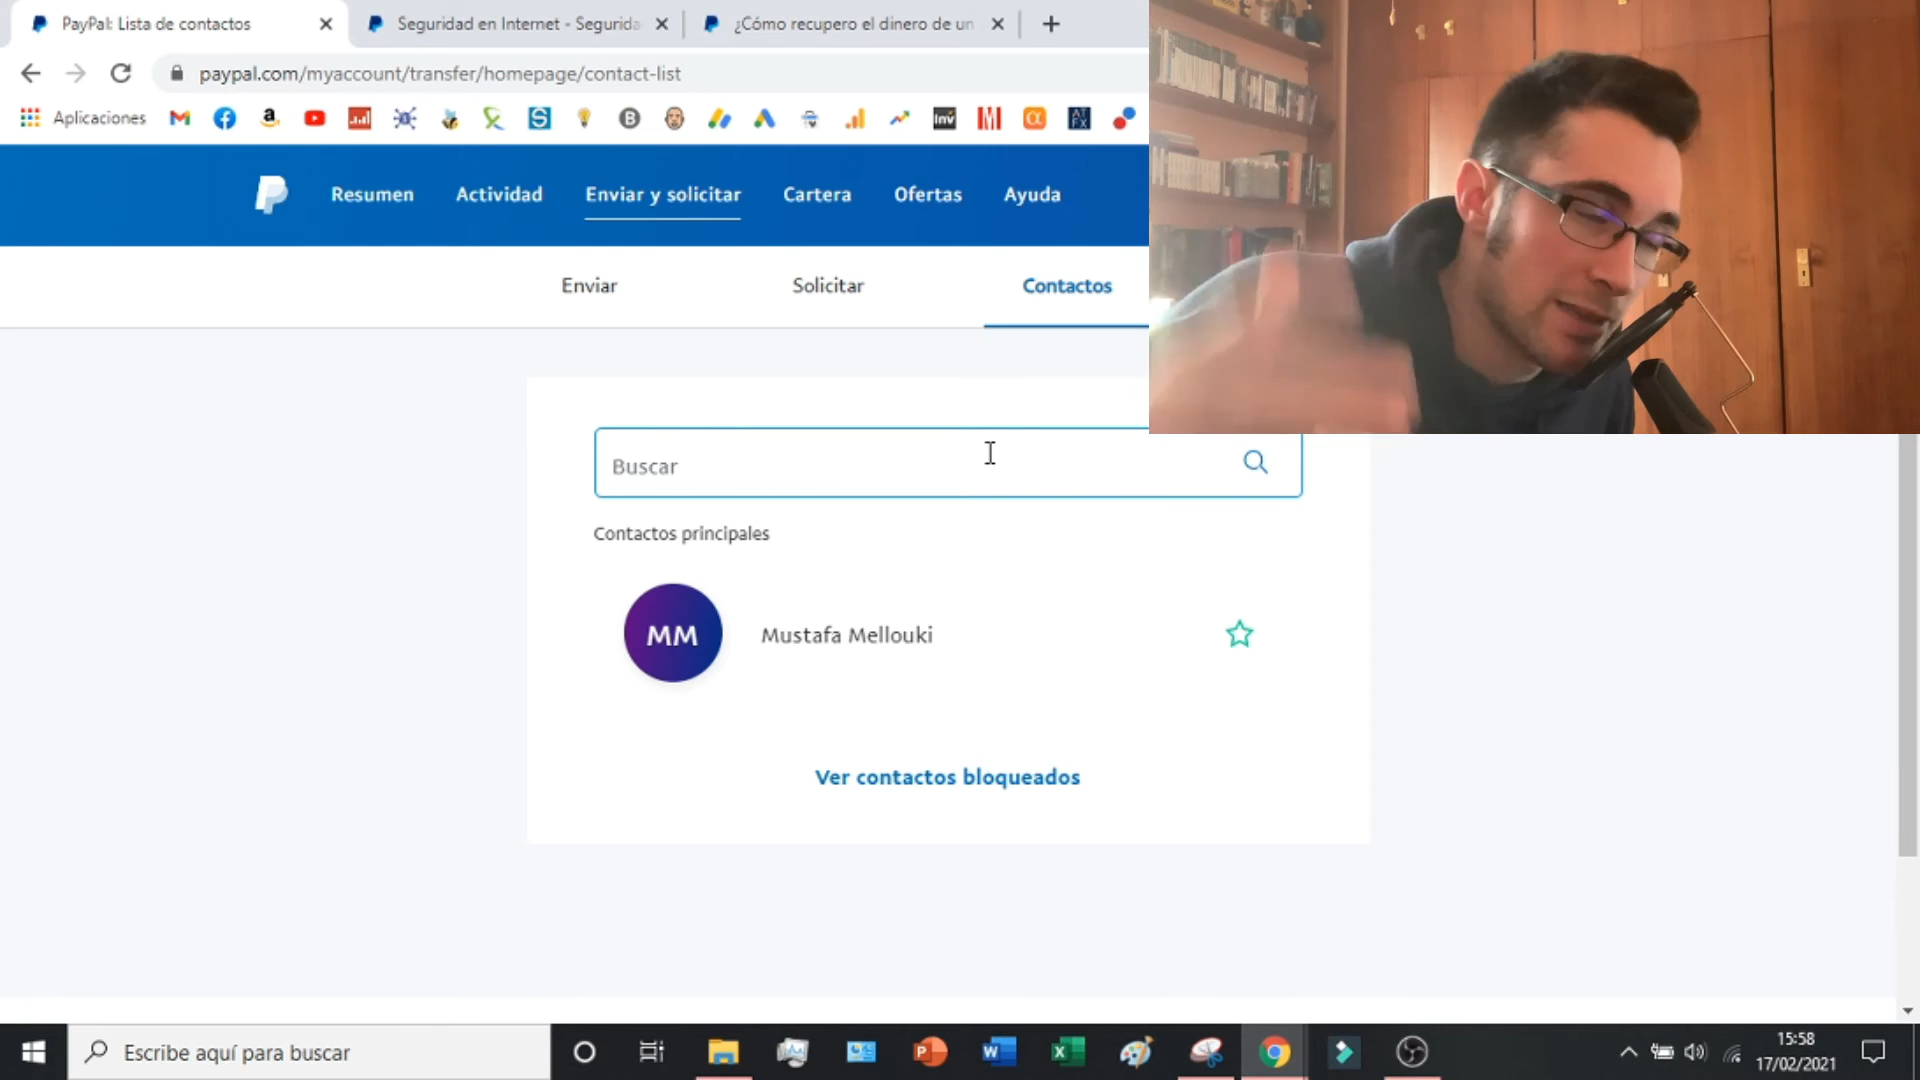 PayPal: Lista de contactos
Seguridad en Internet - Segurida
¿Cómo recupero el dinero de un
paypal.com/myaccount/transfer/homepage/contact-list
Aplicaciones
Resumen
Actividad
Enviar y solicitar
Cartera
Ofertas
Ayuda
Enviar
Solicitar
Contactos
Buscar
Contactos principales
MM
Mustafa Mellouki
Ver contactos bloqueados
Escribe aquí para buscar
15:58
17/02/2021